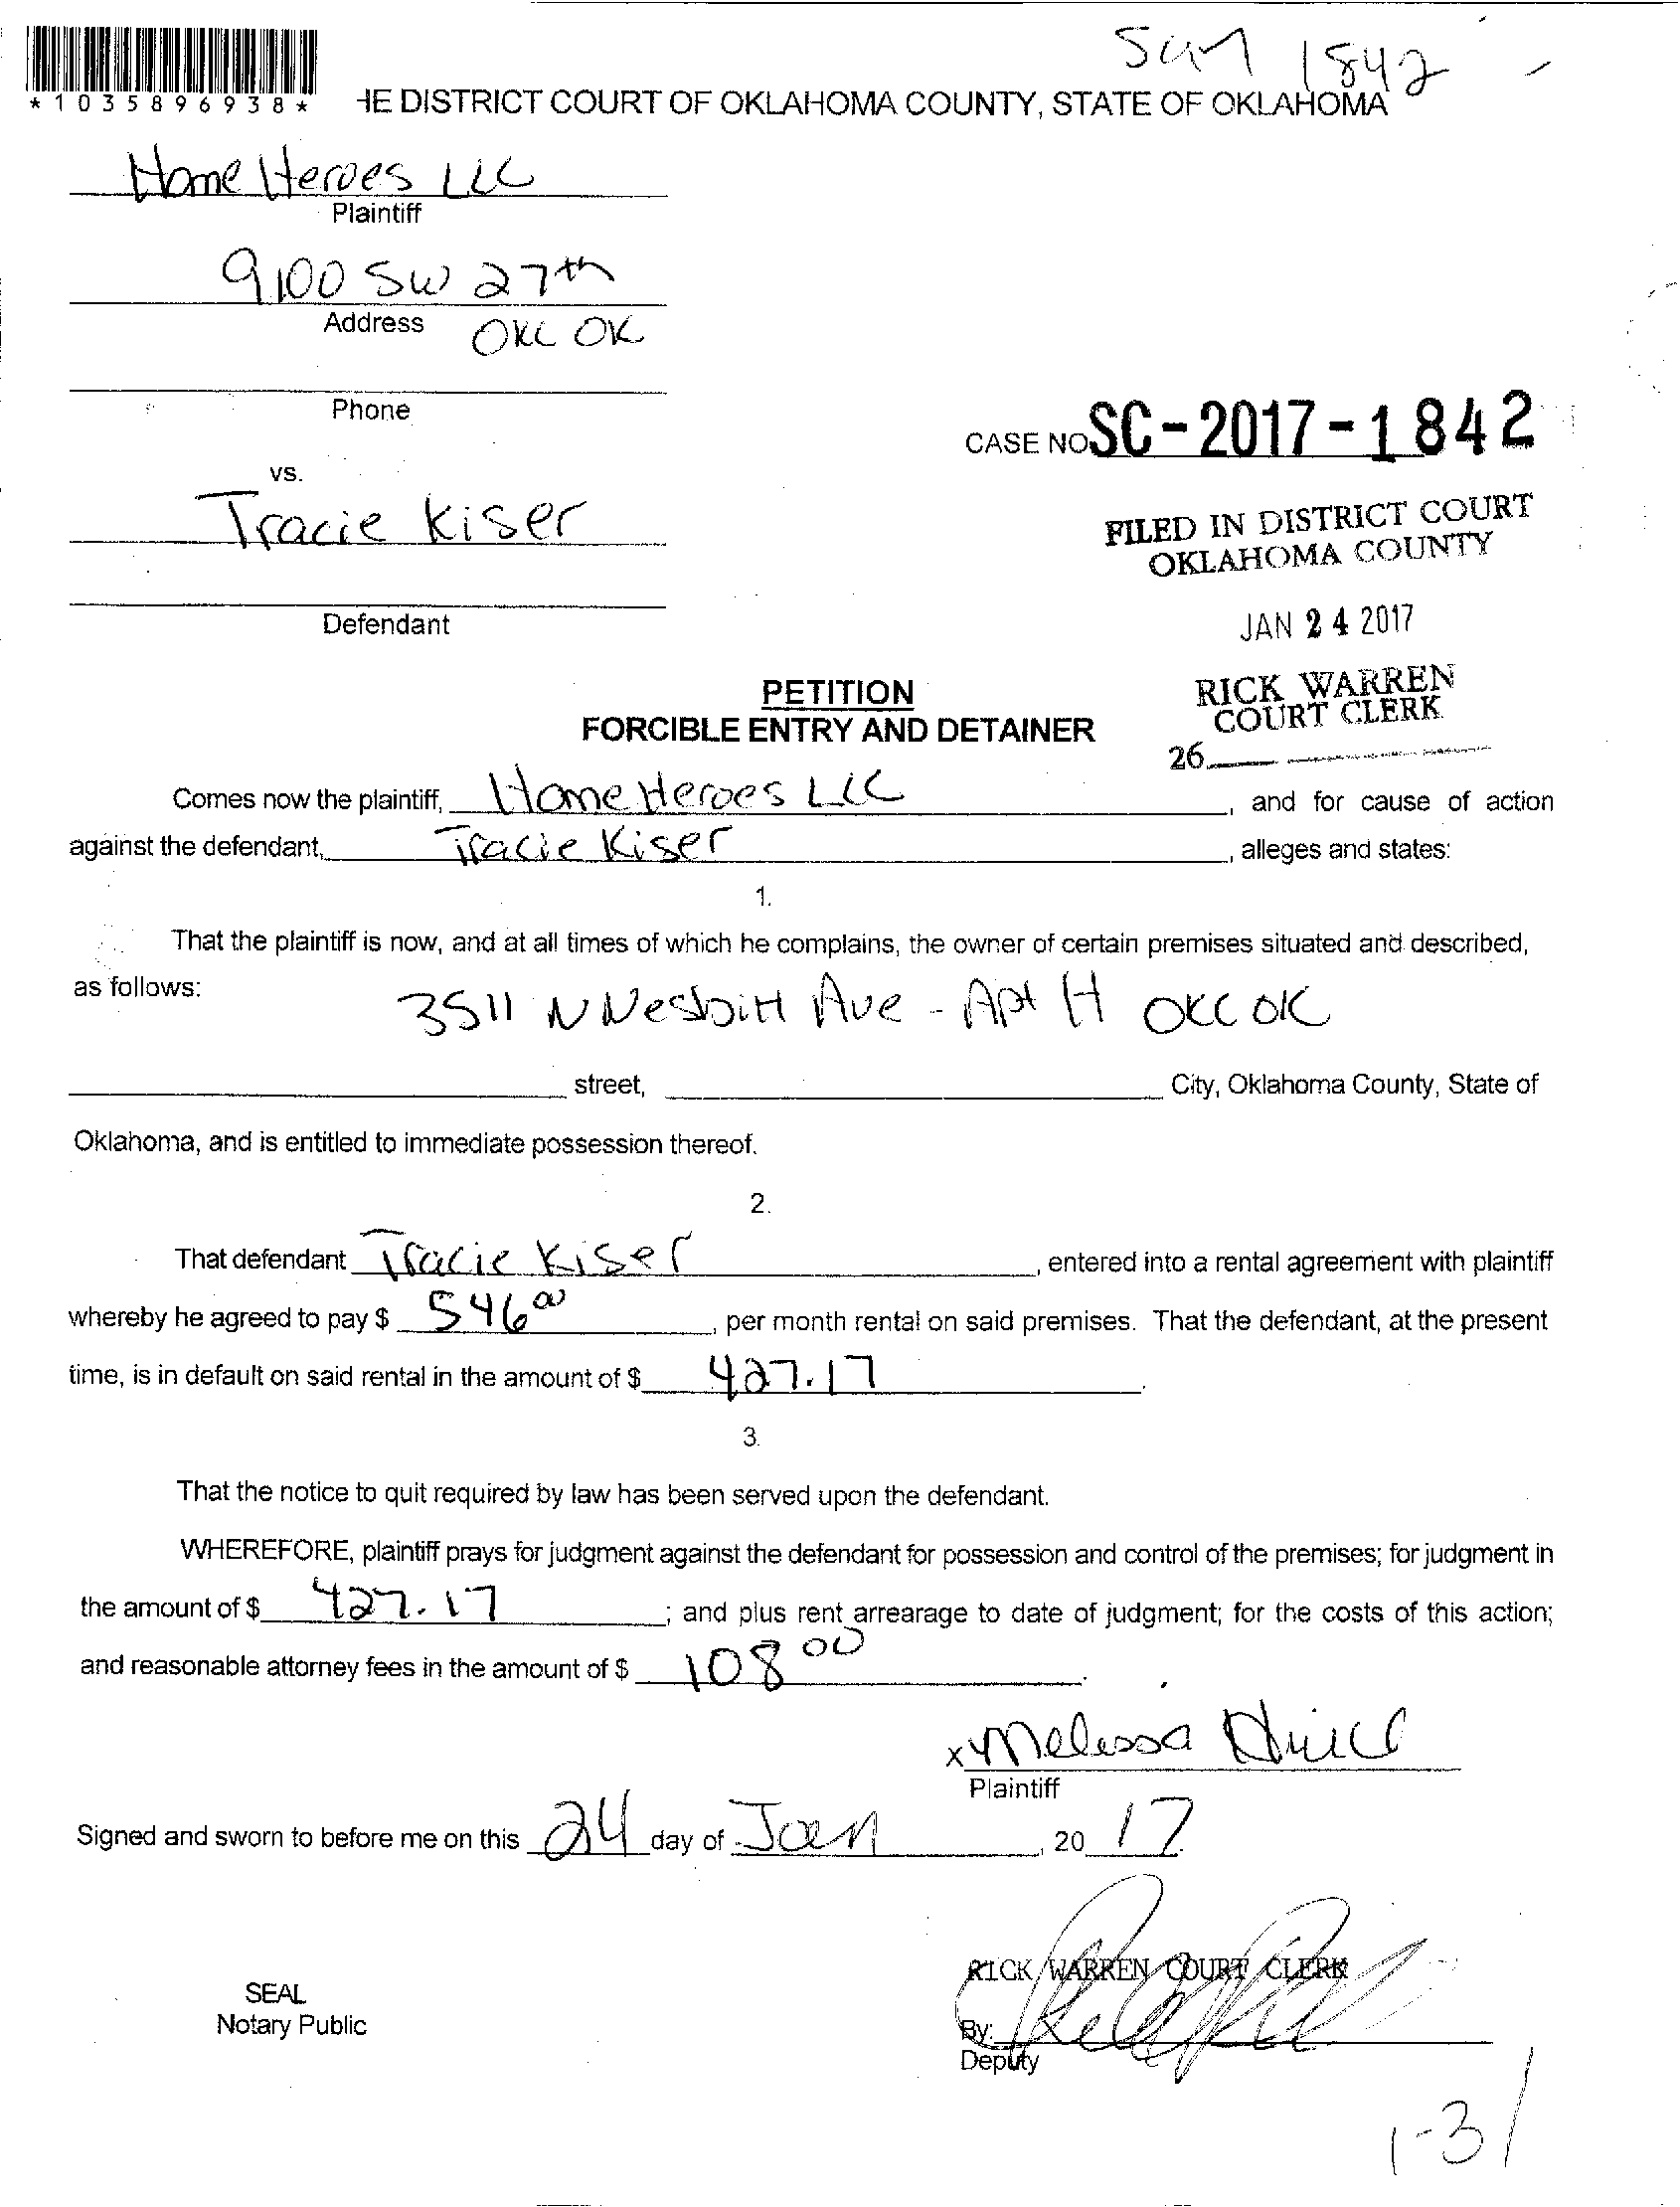 1842
*1035896938*
HE DISTRICT COURT OF OKLAHOMA COUNTY, STATE OF OKLAHOMA
Home Heroes LLC
Plaintiff
9100 SW 27th
Address OKC OK
Phone
CASE NO SC-2017-1842
vs.
Tracie Kiser
FILED IN DISTRICT COURT
OKLAHOMA COUNTY
Defendant
JAN 24 2017
PETITION
RICK WARREN
COURT CLERK
FORCIBLE ENTRY AND DETAINER
26
Comes now the plaintiff, Home Heroes LLC, and for cause of action
against the defendant, Tracie Kiser, alleges and states:
1.
That the plaintiff is now, and at all times of which he complains, the owner of certain premises situated and described,
as follows:
3511 N Nesbitt Ave - Apt H OKC OK
street, City, Oklahoma County, State of
Oklahoma, and is entitled to immediate possession thereof.
2.
That defendant Tracie Kiser, entered into a rental agreement with plaintiff
whereby he agreed to pay $ 546 00, per month rental on said premises. That the defendant, at the present
time, is in default on said rental in the amount of $ 427.17.
3.
That the notice to quit required by law has been served upon the defendant.
WHEREFORE, plaintiff prays for judgment against the defendant for possession and control of the premises; for judgment in
the amount of $ 427.17; and plus rent arrearage to date of judgment; for the costs of this action;
and reasonable attorney fees in the amount of $ 108 00.
x Melissa
Plaintiff
Signed and sworn to before me on this 24 day of Jan, 20 17.
RICK WARREN COURT CLERK
SEAL
Notary Public
By:
Deputy
1-31